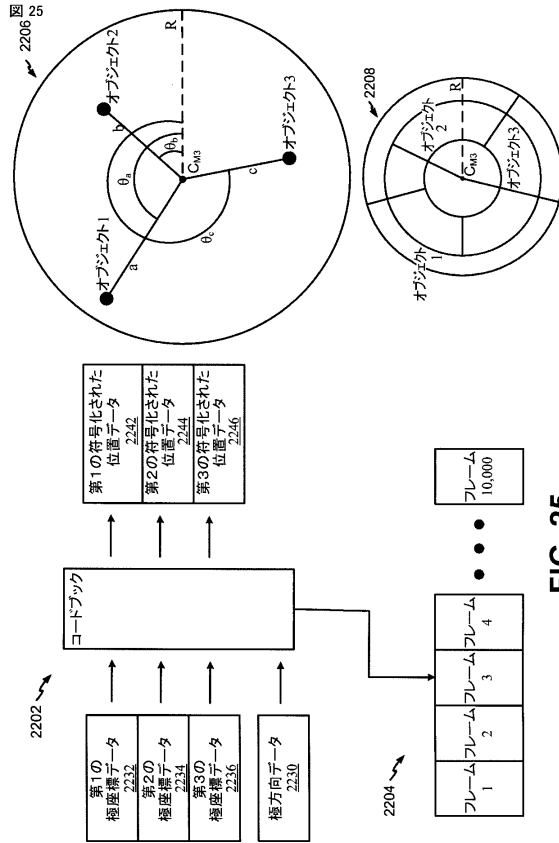 図 25
2202
第1の
極座標データ
2232
第2の
極座標データ
2234
第3の
極座標データ
2236
極方向データ
2230
コードブック
第1の符号化された
位置データ
2242
第2の符号化された
位置データ
2244
第3の符号化された
位置データ
2246
2204
フレーム
1
フレーム
2
フレーム
3
フレーム
4
フレーム
10,000
2206
オブジェクト1
オブジェクト2
オブジェクト3
a
b
c
θa
θb
θc
CM3
R
2208
オブジェクト
1
オブジェクト
2
オブジェクト3
CM3
R
FIG. 25